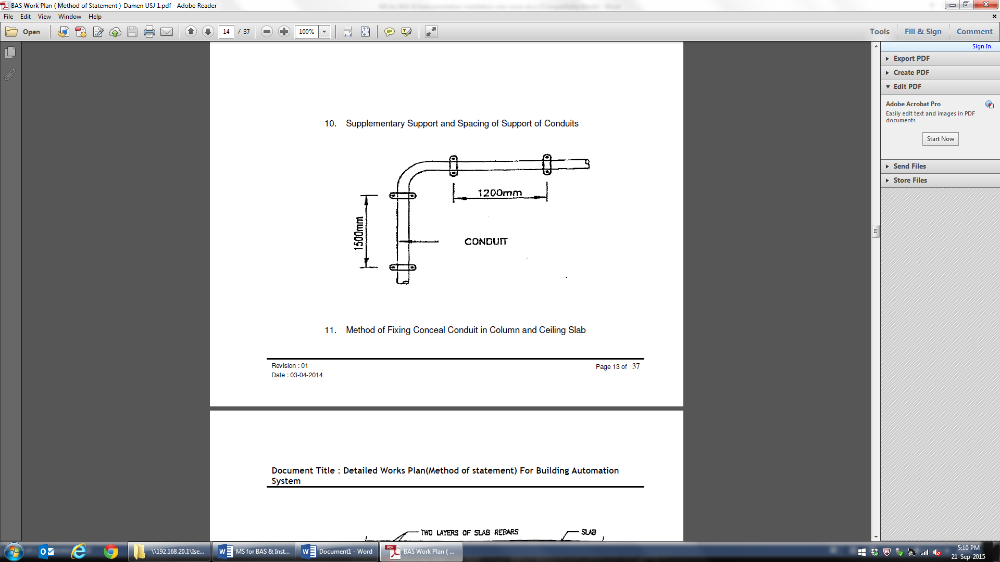 BAS Work Plan ( Method of Statement )-Damen USJ 1.pdf - Adobe Reader
File Edit View Window Help
Open 14 / 37 100% Tools Fill & Sign Comment
Sign In
Export PDF
Create PDF
Edit PDF
Adobe Acrobat Pro
Easily edit text and images in PDF
documents
Start Now
Send Files
Store Files
10. Supplementary Support and Spacing of Support of Conduits
1200mm
1500mm
CONDUIT
11. Method of Fixing Conceal Conduit in Column and Ceiling Slab
Revision : 01
Date : 03-04-2014
Page 13 of 37
Document Title : Detailed Works Plan(Method of statement) For Building Automation
System
TWO LAYERS OF SLAB REBARS
SLAB
\\192.168.20.1\Ise...
MS for BAS & Inst...
Document1 - Word
PDF
BAS Work Plan ( ...
5:10 PM
21-Sep-2015